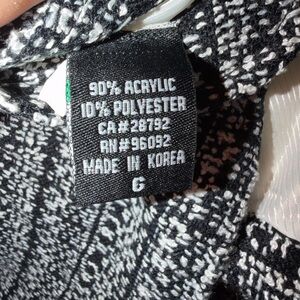 90% ACRYLIC
10% POLYESTER
CA#28792
RN#96092
MADE IN KOREA
G